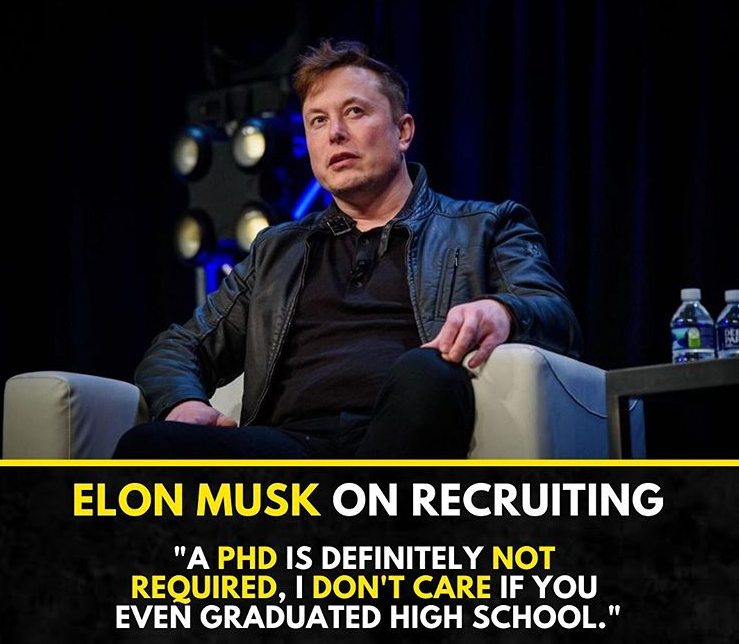 ELON MUSK ON RECRUITING
"A PHD IS DEFINITELY NOT
REQUIRED, I DON'T CARE IF YOU
EVEN GRADUATED HIGH SCHOOL."